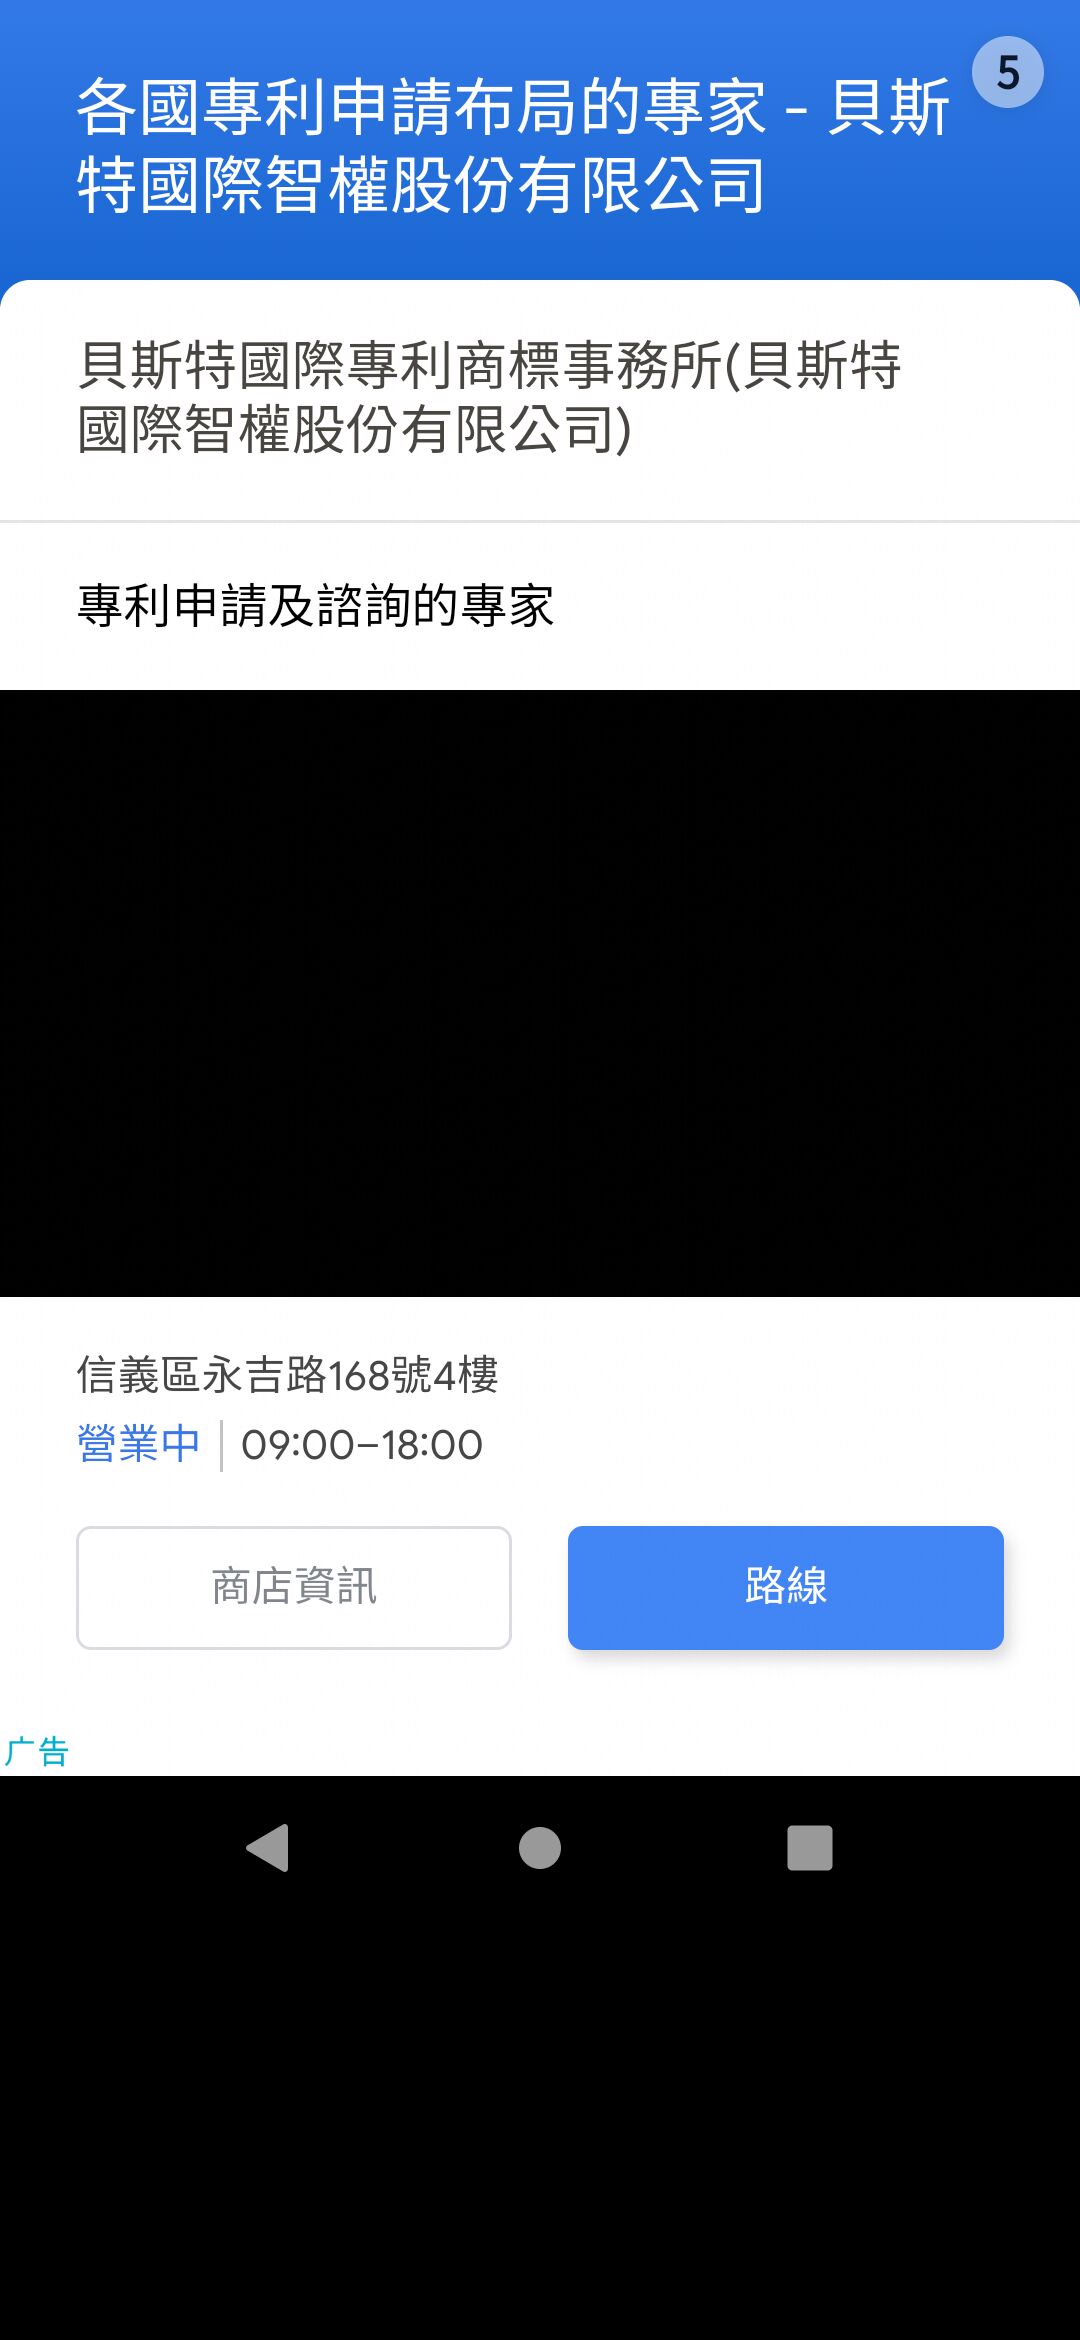 各國專利申請布局的專家 - 貝斯
特國際智權股份有限公司
5
貝斯特國際專利商標事務所(貝斯特
國際智權股份有限公司)
專利申請及諮詢的專家
信義區永吉路168號4樓
營業中 | 09:00–18:00
商店資訊
路線
广告